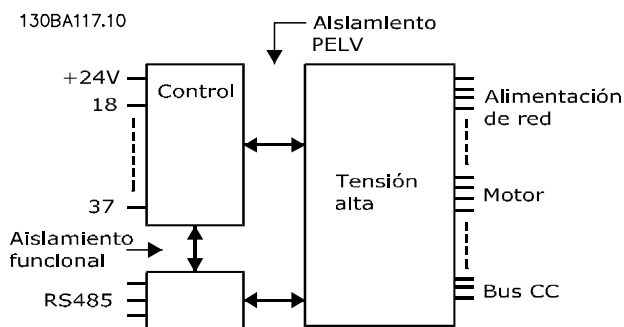 130BA117.10
Aislamiento
PELV
+24V
18
37
Control
Tensión
alta
Alimentación
de red
Motor
Bus CC
Aislamiento
funcional
RS485